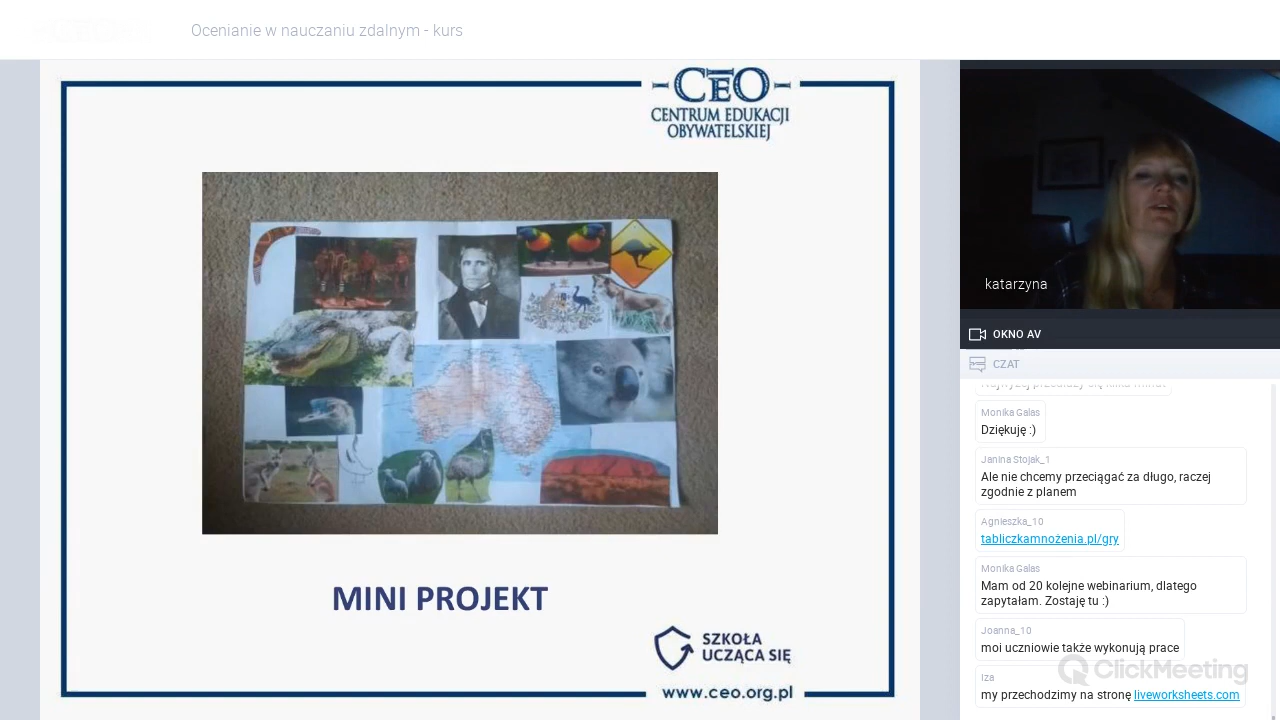 Ocenianie w nauczaniu zdalnym - kurs
CEO
CENTRUM EDUKACJI
OBYWATELSKIEJ
MINI PROJEKT
SZKOŁA
UCZĄCA SIĘ
www.ceo.org.pl
katarzyna
OKNO AV
CZAT
Monika Galas
Dziękuję :)
Janina Stojak_1
Ale nie chcemy przeciągać za długo, raczej
zgodnie z planem
Agnieszka_10
tabliczkamnożenia.pl/gry
Monika Galas
Mam od 20 kolejne webinarium, dlatego
zapytałam. Zostaję tu :)
Joanna_10
moi uczniowie także wykonują prace
ClickMeeting
Iza
my przechodzimy na stronę liveworksheets.com